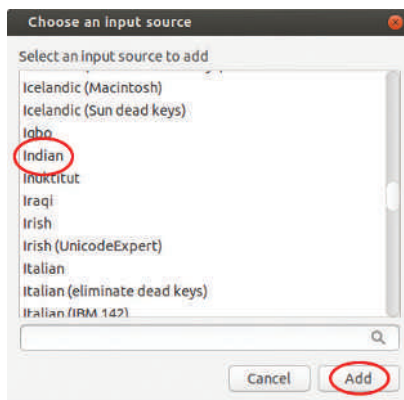 Choose an input source
Select an input source to add
Icelandic (Macintosh)
Icelandic (Sun dead keys)
Igbo
Indian
Inuktitut
Iraqi
Irish
Irish (UnicodeExpert)
Italian
Italian (eliminate dead keys)
Italian (IBM 142)
Cancel
Add